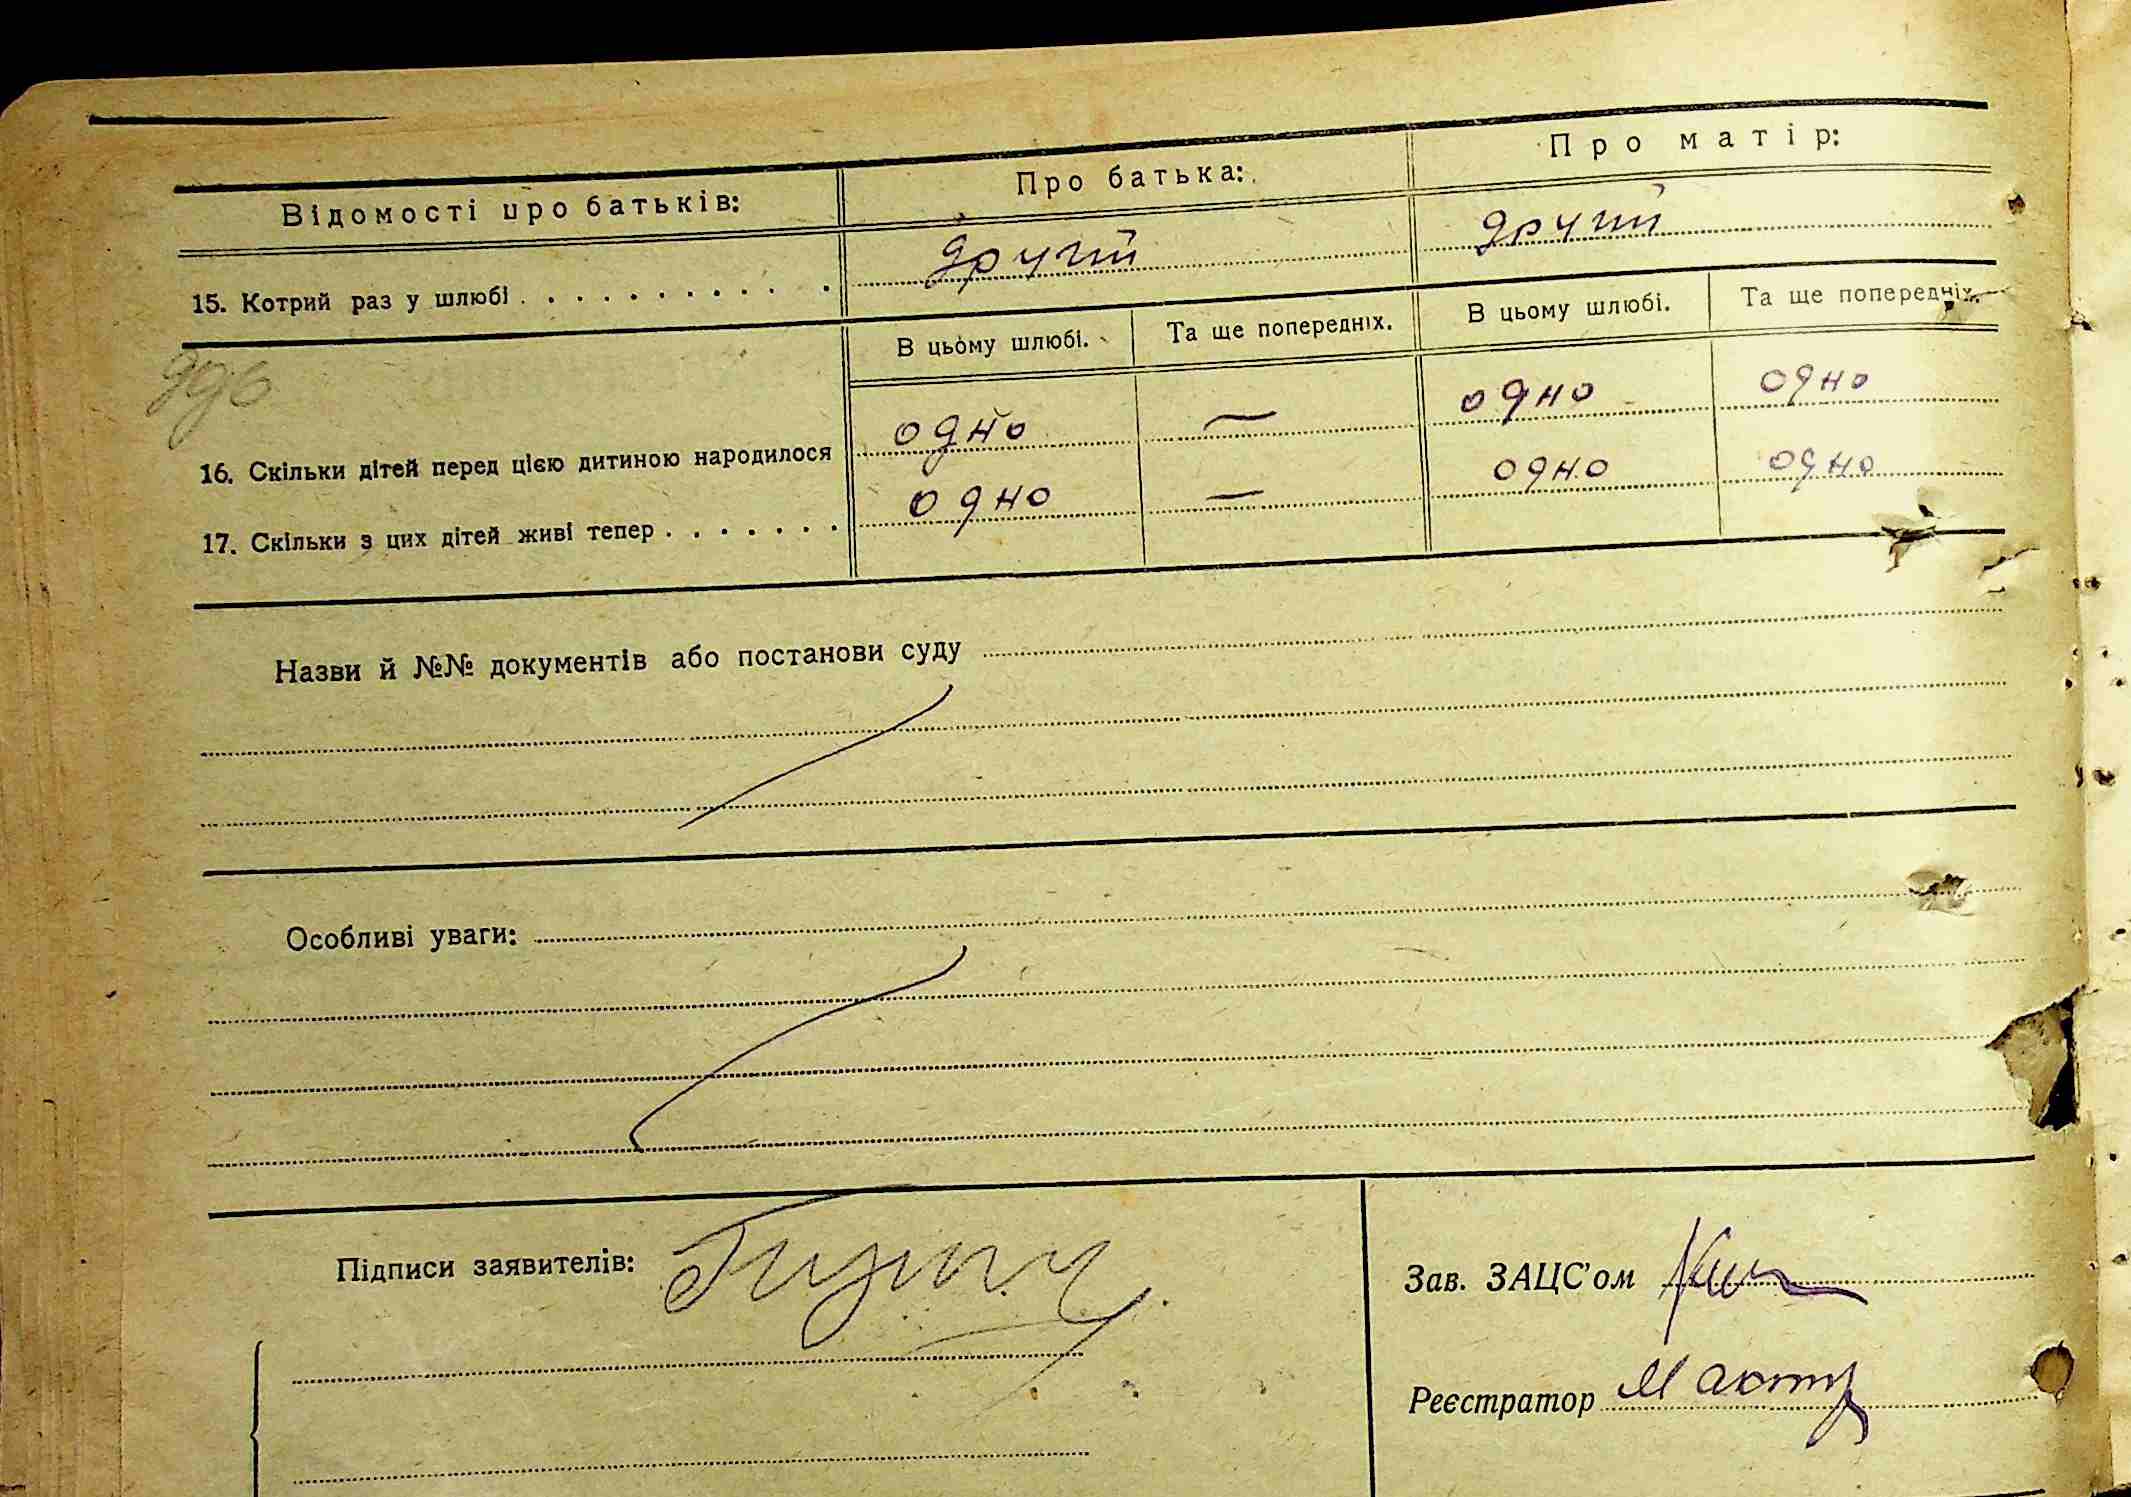 Відомості про батьків: Про батька: Про матір:
15. Котрий раз у шлюбі другий другий
В цьому шлюбі. Та ще попередніх. В цьому шлюбі. Та ще попередніх.
16. Скільки дітей перед цією дитиною народилося одно — одно одно
17. Скільки з цих дітей живі тепер одно — одно одно
Назви й №№ документів або постанови суду
Особливі уваги:
Підписи заявителів:
Зав. ЗАЦС'ом
Реєстратор